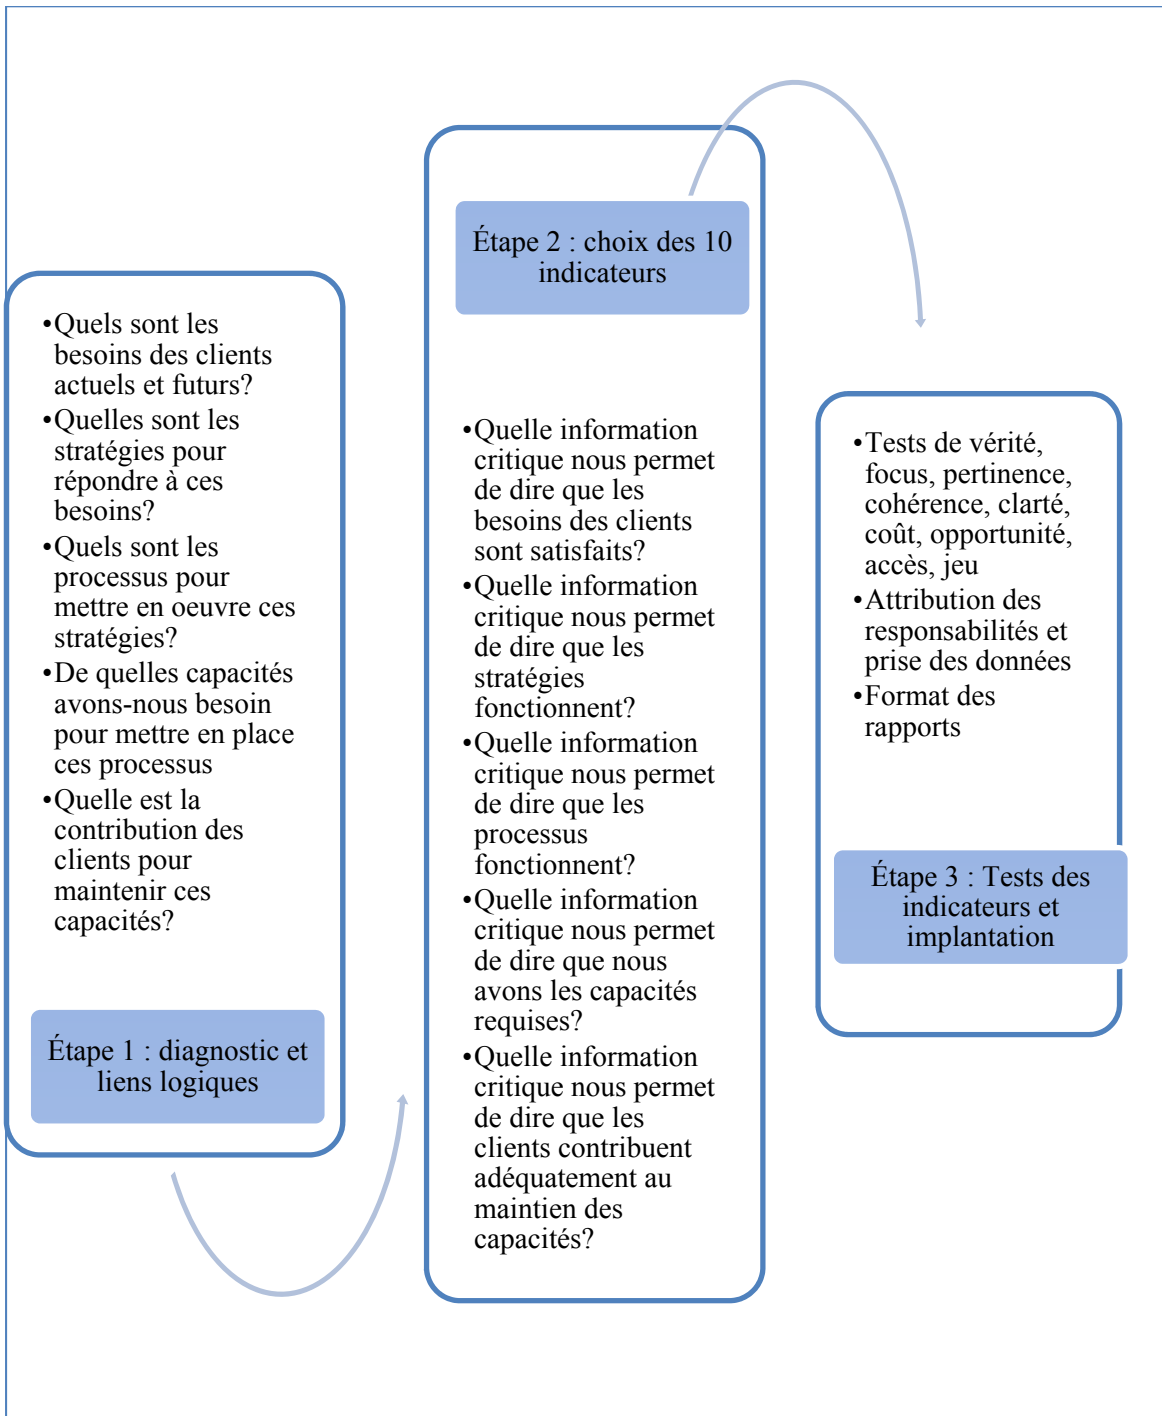 •Quels sont les
besoins des clients
actuels et futurs?
•Quelles sont les
stratégies pour
répondre à ces
besoins?
•Quels sont les
processus pour
mettre en oeuvre ces
stratégies?
•De quelles capacités
avons-nous besoin
pour mettre en place
ces processus
•Quelle est la
contribution des
clients pour
maintenir ces
capacités?
Étape 1 : diagnostic et
liens logiques
Étape 2 : choix des 10
indicateurs
•Quelle information
critique nous permet
de dire que les
besoins des clients
sont satisfaits?
•Quelle information
critique nous permet
de dire que les
stratégies
fonctionnent?
•Quelle information
critique nous permet
de dire que les
processus
fonctionnent?
•Quelle information
critique nous permet
de dire que nous
avons les capacités
requises?
•Quelle information
critique nous permet
de dire que les
clients contribuent
adéquatement au
maintien des
capacités?
•Tests de vérité,
focus, pertinence,
cohérence, clarté,
coût, opportunité,
accès, jeu
•Attribution des
responsabilités et
prise des données
•Format des
rapports
Étape 3 : Tests des
indicateurs et
implantation